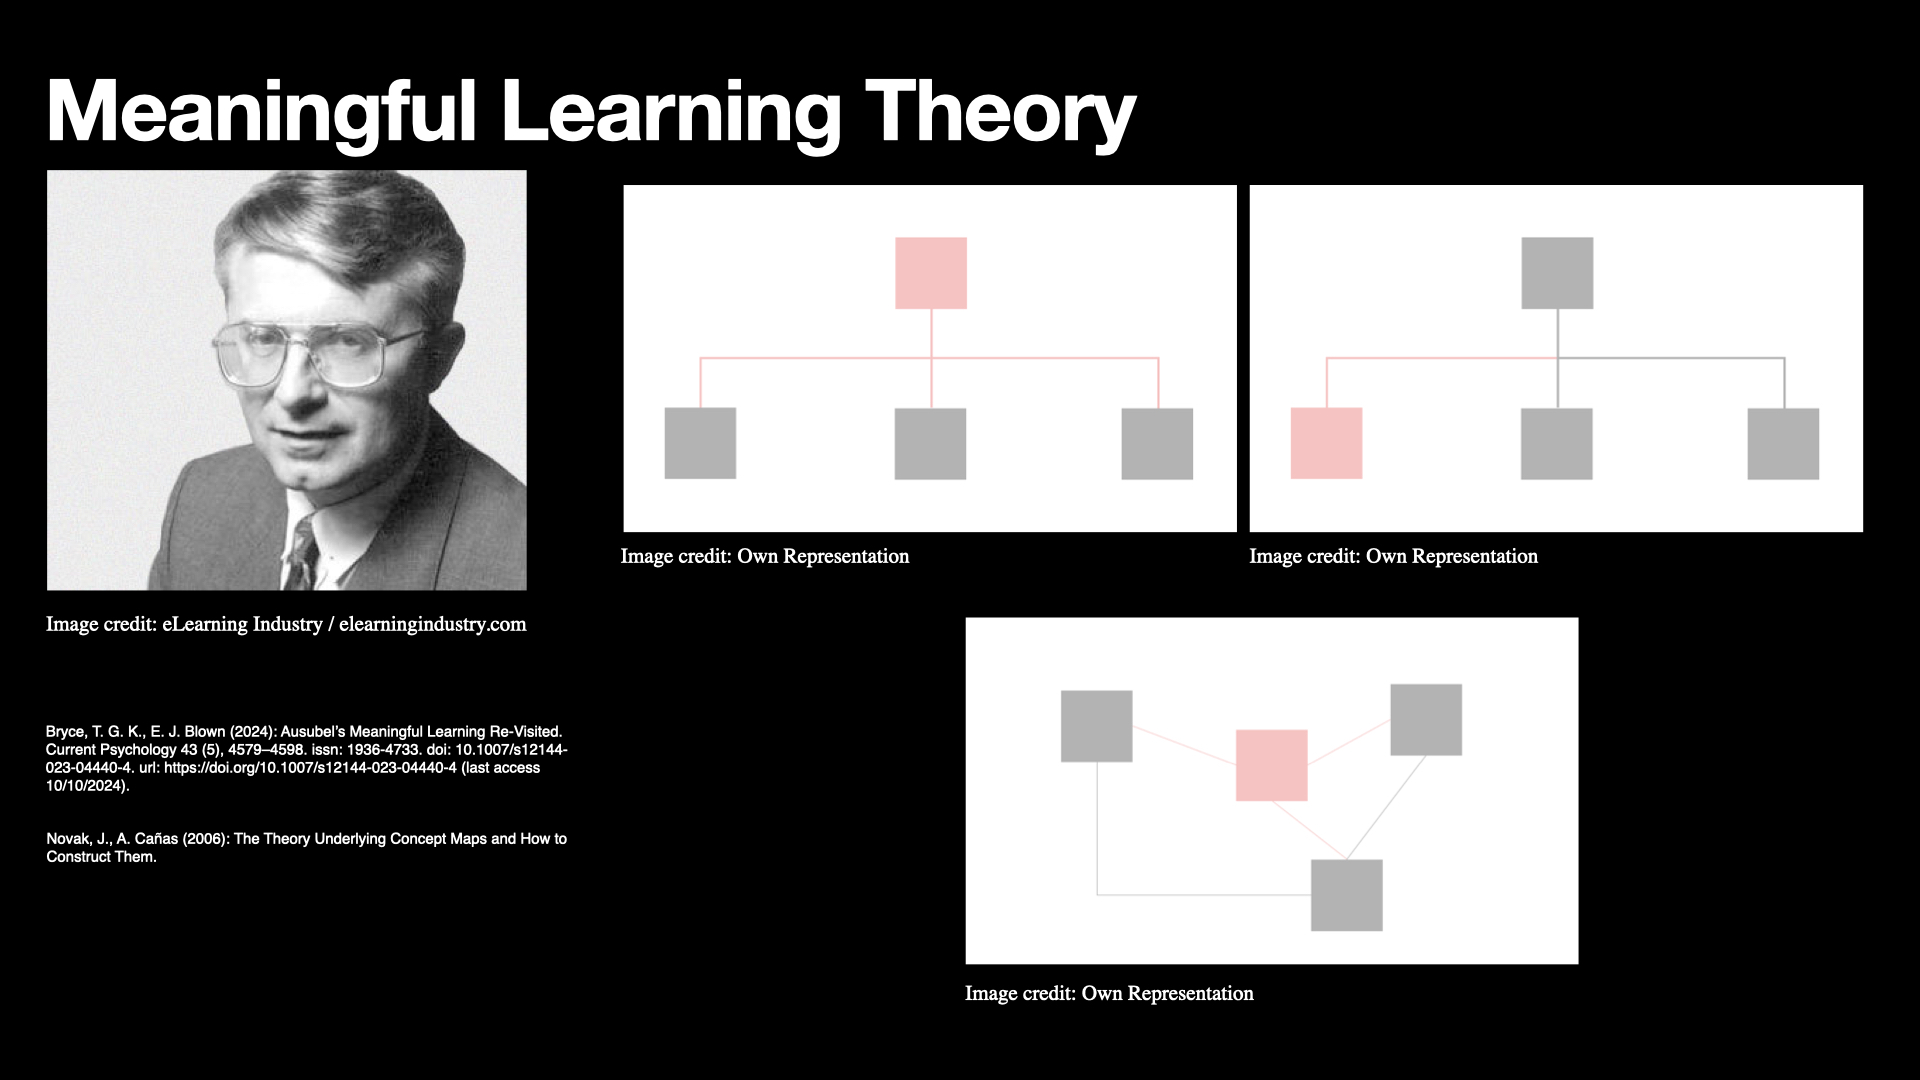 Meaningful Learning Theory
Image credit: eLearning Industry / elearningindustry.com
Image credit: Own Representation
Image credit: Own Representation
Image credit: Own Representation
Bryce, T. G. K., E. J. Blown (2024): Ausubel’s Meaningful Learning Re-Visited.
Current Psychology 43 (5), 4579–4598. issn: 1936-4733. doi: 10.1007/s12144-
023-04440-4. url: https://doi.org/10.1007/s12144-023-04440-4 (last access
10/10/2024).
Novak, J., A. Cañas (2006): The Theory Underlying Concept Maps and How to
Construct Them.